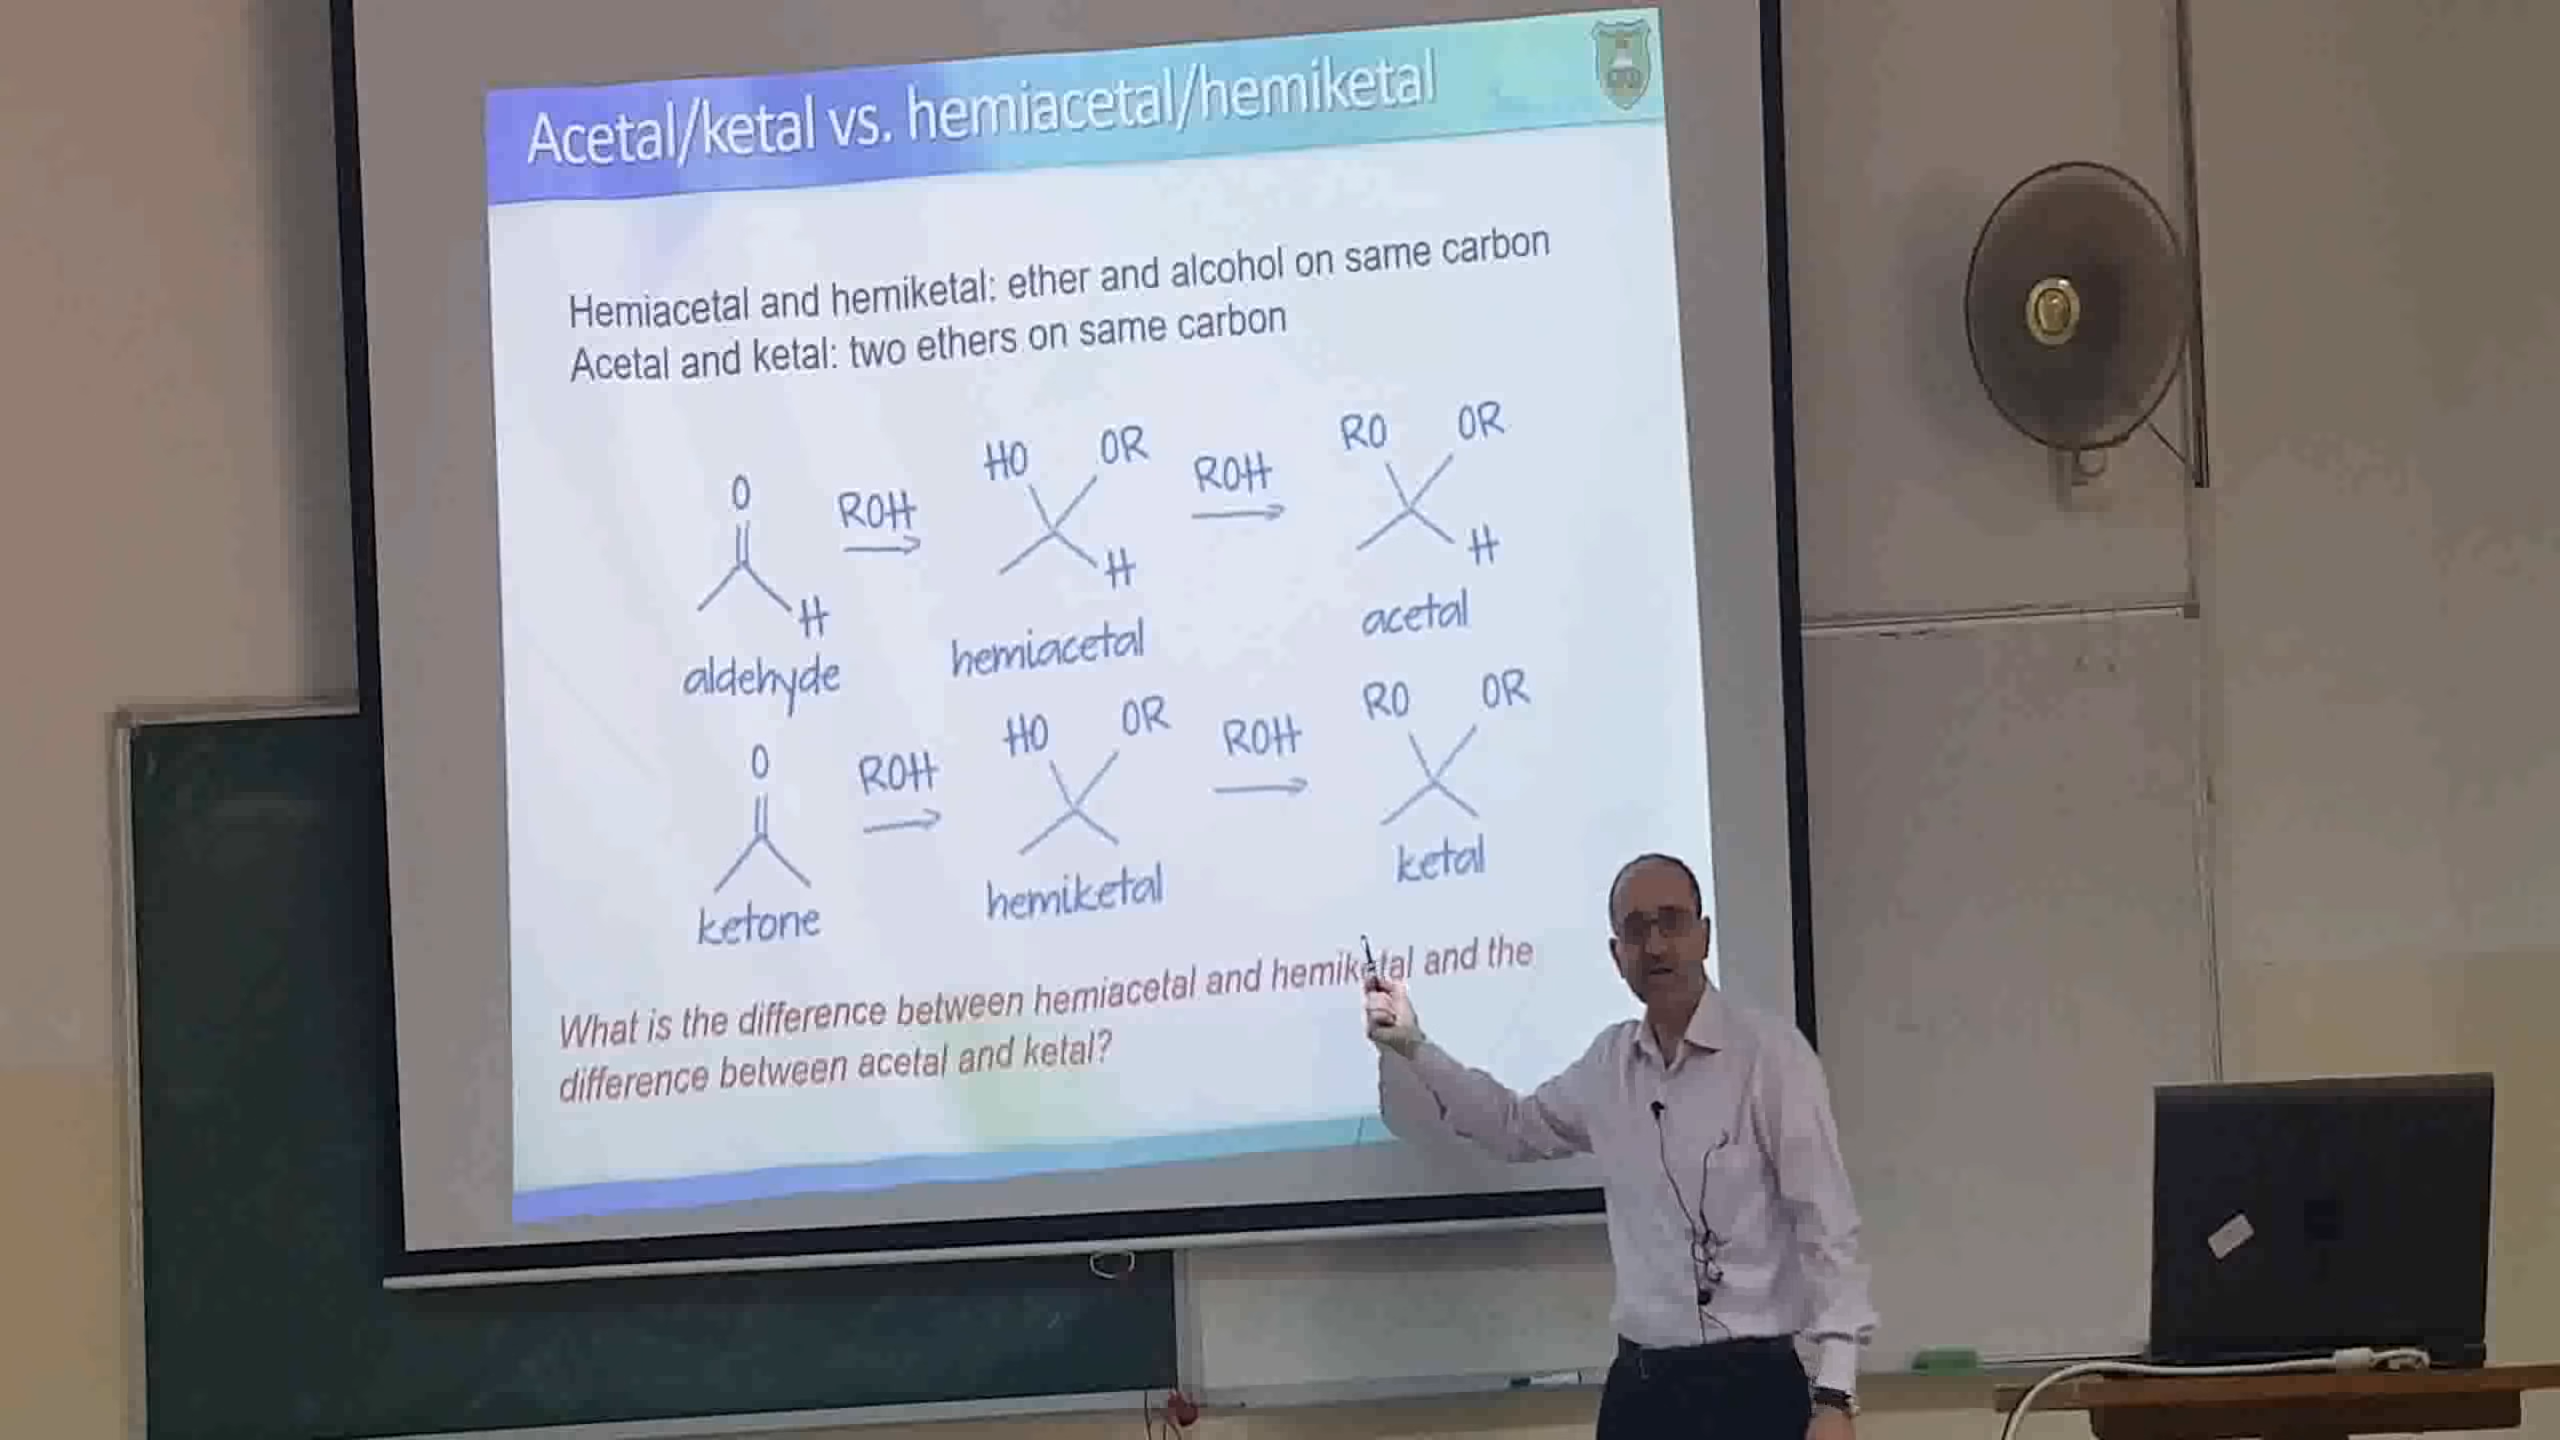 Acetal/ketal vs. hemiacetal/hemiketal
Hemiacetal and hemiketal: ether and alcohol on same carbon
Acetal and ketal: two ethers on same carbon
O
H
aldehyde
ROH
HO OR
H
hemiacetal
ROH
RO OR
H
acetal
O
ketone
ROH
HO OR
hemiketal
ROH
RO OR
ketal
What is the difference between hemiacetal and hemiketal and the
difference between acetal and ketal?